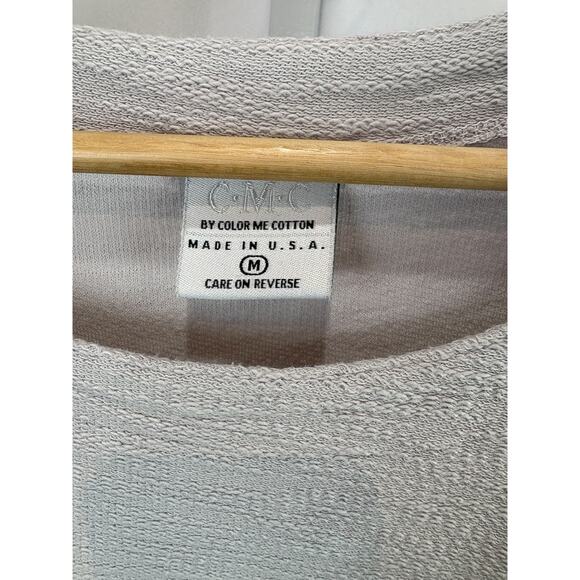 C·M·C
BY COLOR ME COTTON
MADE IN U.S.A.
M
CARE ON REVERSE